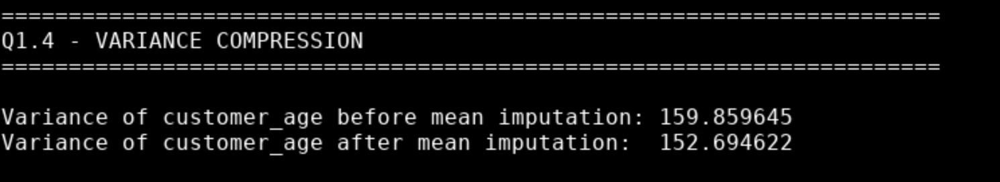 ======================================================================
Q1.4 - VARIANCE COMPRESSION
======================================================================
Variance of customer_age before mean imputation: 159.859645
Variance of customer_age after mean imputation:  152.694622